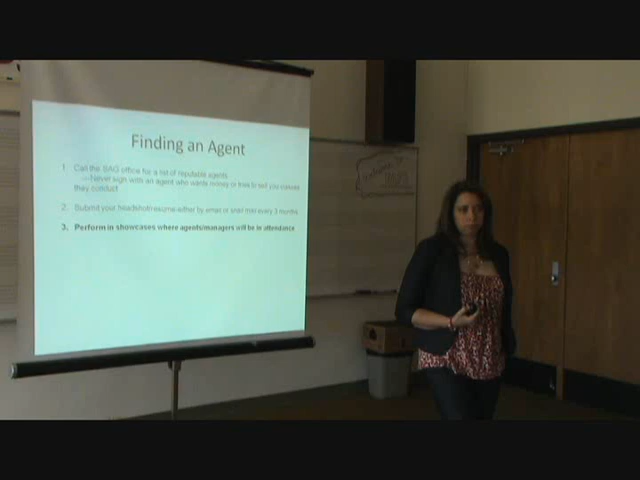 Finding an Agent
1. Call the SAG office for a list of reputable agents
---Never sign with an agent who wants money or tries to sell you classes
they conduct
2. Submit your headshot/resume either by email or snail mail every 3 months
3. Perform in showcases where agents/managers will be in attendance